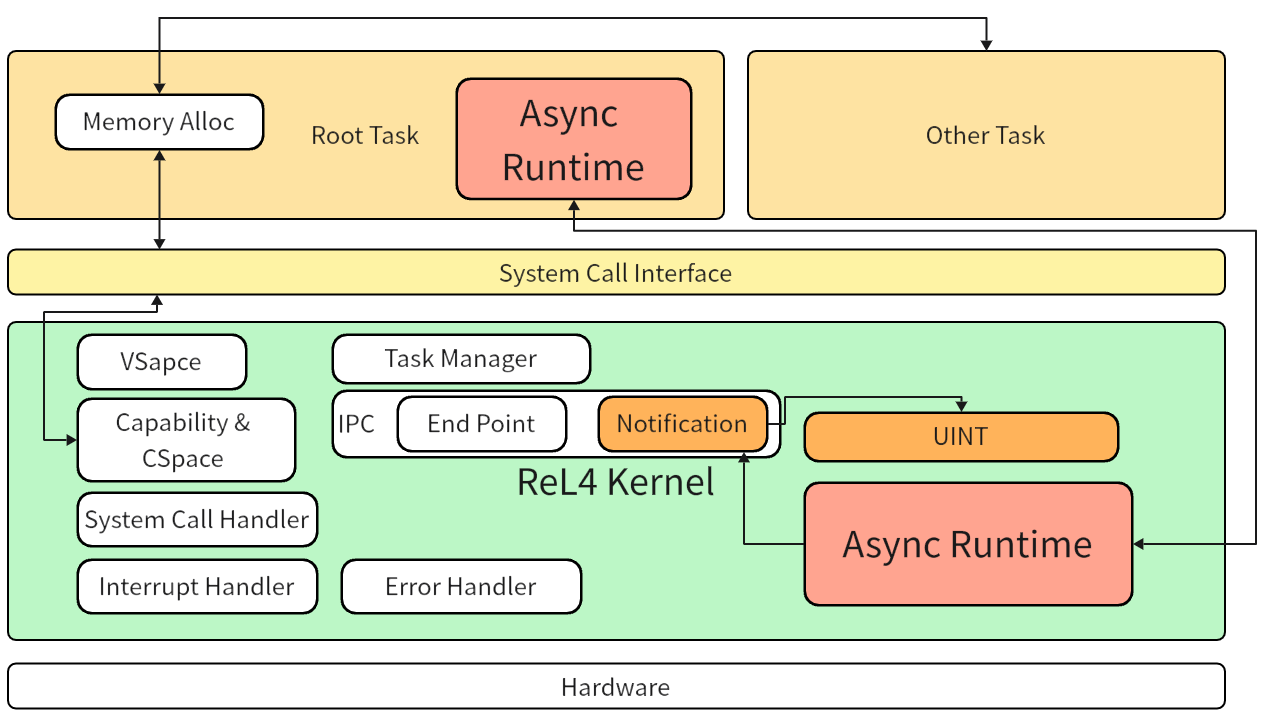 Memory Alloc
Root Task
Async
Runtime
Other Task
System Call Interface
VSapce
Task Manager
Capability &
CSpace
IPC
End Point
Notification
UINT
ReL4 Kernel
System Call Handler
Async Runtime
Interrupt Handler
Error Handler
Hardware